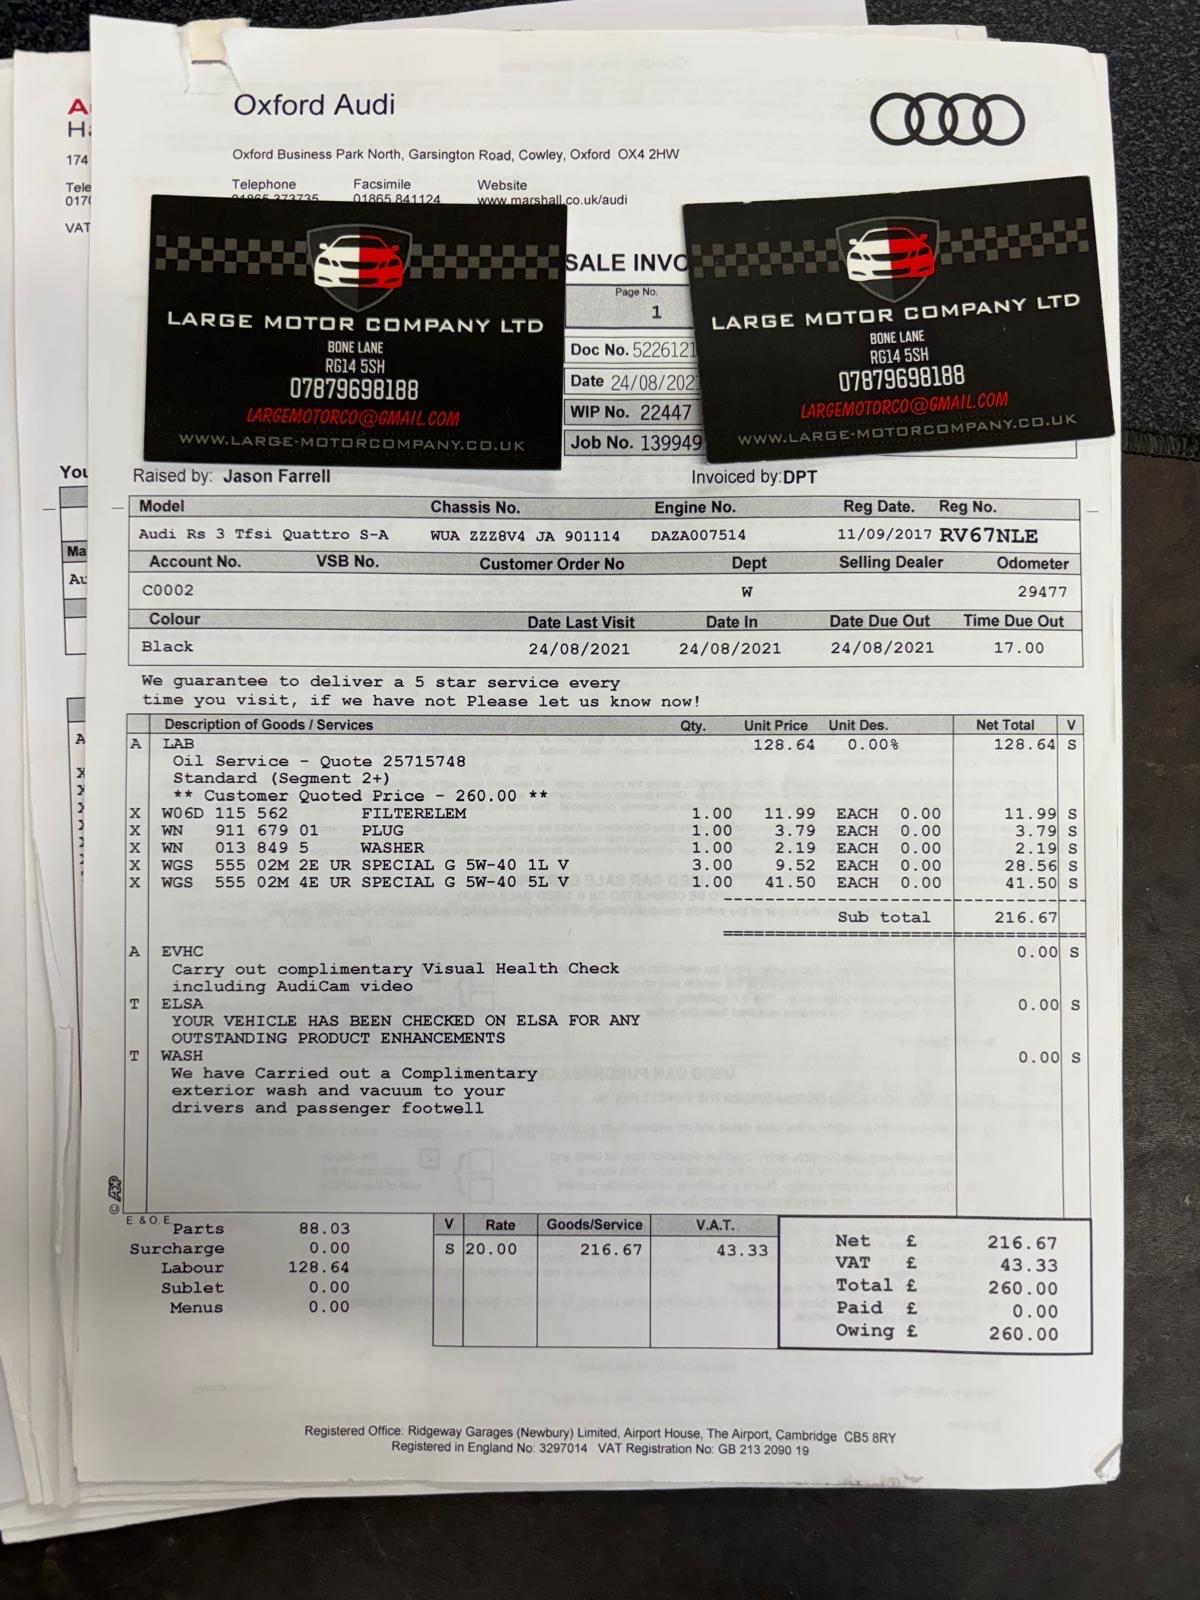 Oxford Audi
Oxford Business Park North, Garsington Road, Cowley, Oxford OX4 2HW
Telephone Facsimile Website
01865 373735 01865 841124 www.marshall.co.uk/audi
174
Tele
VAT
LARGE MOTOR COMPANY LTD
BONE LANE
RG14 5SH
07879698188
LARGEMOTORCO@GMAIL.COM
WWW.LARGE-MOTORCOMPANY.CO.UK
SALE INVO
Page No.
1
Doc No. 5226121
Date 24/08/202
WIP No. 22447
Job No. 139949
LARGE MOTOR COMPANY LTD
BONE LANE
RG14 5SH
07879698188
LARGEMOTORCO@GMAIL.COM
WWW.LARGE-MOTORCOMPANY.CO.UK
You
Ma
Raised by: Jason Farrell Invoiced by:DPT
Model Chassis No. Engine No. Reg Date. Reg No.
Audi Rs 3 Tfsi Quattro S-A WUA ZZZ8V4 JA 901114 DAZA007514 11/09/2017 RV67NLE
Account No. VSB No. Customer Order No Dept Selling Dealer Odometer
C0002 W 29477
Colour Date Last Visit Date In Date Due Out Time Due Out
Black 24/08/2021 24/08/2021 24/08/2021 17.00
We guarantee to deliver a 5 star service every
time you visit, if we have not Please let us know now!
Description of Goods / Services Qty. Unit Price Unit Des. Net Total V
A LAB 128.64 0.00% 128.64 S
Oil Service - Quote 25715748
Standard (Segment 2+)
** Customer Quoted Price - 260.00 **
X W06D 115 562 FILTERELEM 1.00 11.99 EACH 0.00 11.99 S
X WN 911 679 01 PLUG 1.00 3.79 EACH 0.00 3.79 S
X WN 013 849 5 WASHER 1.00 2.19 EACH 0.00 2.19 S
X WGS 555 02M 2E UR SPECIAL G 5W-40 1L V 3.00 9.52 EACH 0.00 28.56 S
X WGS 555 02M 4E UR SPECIAL G 5W-40 5L V 1.00 41.50 EACH 0.00 41.50 S
Sub total 216.67
A EVHC 0.00 S
Carry out complimentary Visual Health Check
including AudiCam video
T ELSA 0.00 S
YOUR VEHICLE HAS BEEN CHECKED ON ELSA FOR ANY
OUTSTANDING PRODUCT ENHANCEMENTS
T WASH 0.00 S
We have Carried out a Complimentary
exterior wash and vacuum to your
drivers and passenger footwell
© ADP
E. & O. E
Parts 88.03
Surcharge 0.00
Labour 128.64
Sublet 0.00
Menus 0.00
V Rate Goods/Service V.A.T.
S 20.00 216.67 43.33
Net £ 216.67
VAT £ 43.33
Total £ 260.00
Paid £ 0.00
Owing £ 260.00
Registered Office: Ridgeway Garages (Newbury) Limited, Airport House, The Airport, Cambridge CB5 8RY
Registered in England No: 3297014 VAT Registration No: GB 213 2090 19